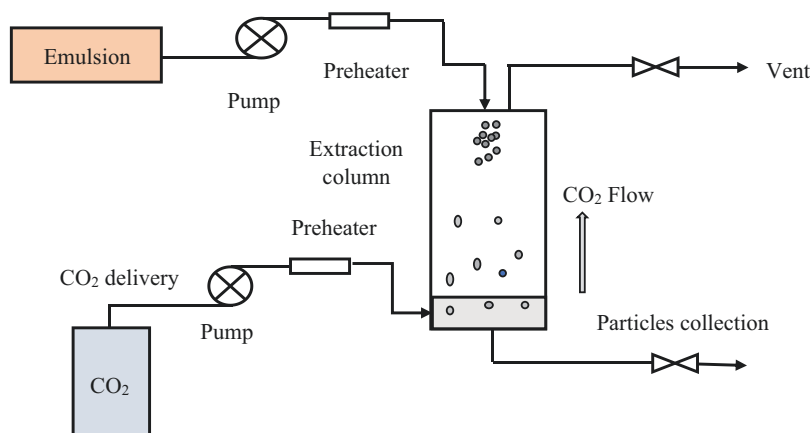 Emulsion
Pump
Preheater
Vent
Extraction
column
CO₂ Flow
Preheater
CO₂ delivery
Pump
Particles collection
CO₂